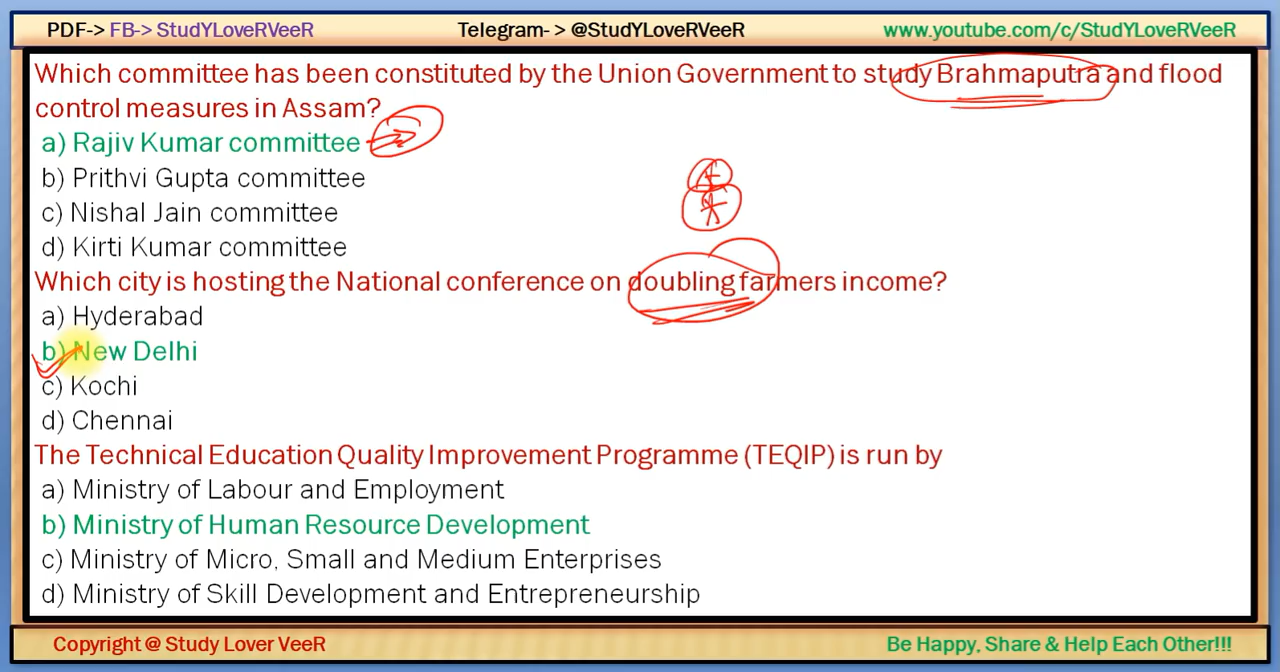 PDF-> FB-> StudYLoveRVeeR Telegram- > @StudYLoveRVeeR www.youtube.com/c/StudYLoveRVeeR
Which committee has been constituted by the Union Government to study Brahmaputra and flood
control measures in Assam?
a) Rajiv Kumar committee
b) Prithvi Gupta committee
c) Nishal Jain committee
d) Kirti Kumar committee
Which city is hosting the National conference on doubling farmers income?
a) Hyderabad
b) New Delhi
c) Kochi
d) Chennai
The Technical Education Quality Improvement Programme (TEQIP) is run by
a) Ministry of Labour and Employment
b) Ministry of Human Resource Development
c) Ministry of Micro, Small and Medium Enterprises
d) Ministry of Skill Development and Entrepreneurship
Copyright @ Study Lover VeeR Be Happy, Share & Help Each Other!!!